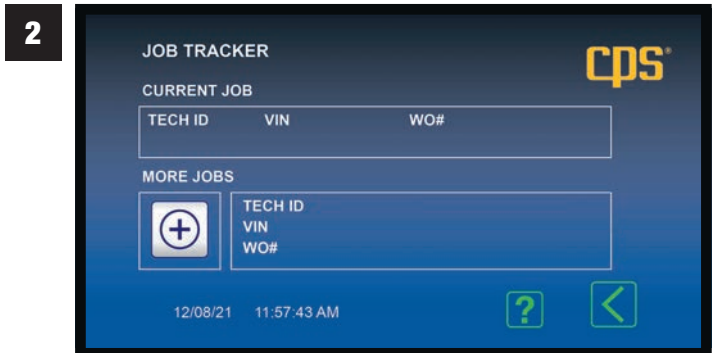 2
JOB TRACKER
cps®
CURRENT JOB
TECH ID VIN WO#
MORE JOBS
TECH ID
VIN
WO#
12/08/21 11:57:43 AM
?